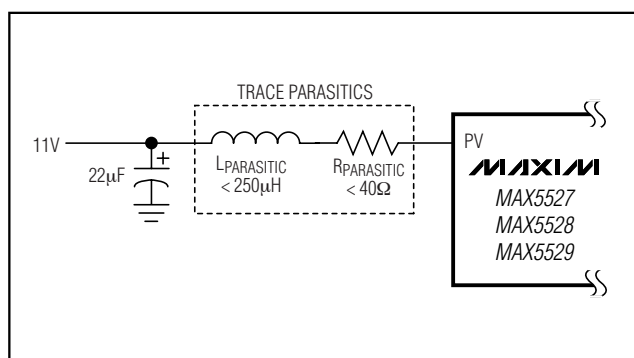 TRACE PARASITICS
11V
+
22µF
LPARASITIC
< 250µH
RPARASITIC
< 40Ω
PV
MAXIM
MAX5527
MAX5528
MAX5529